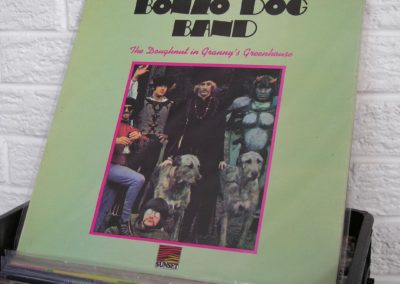 BONZO DOG
BAND
The Doughnut in Granny's Greenhouse
SUNSET